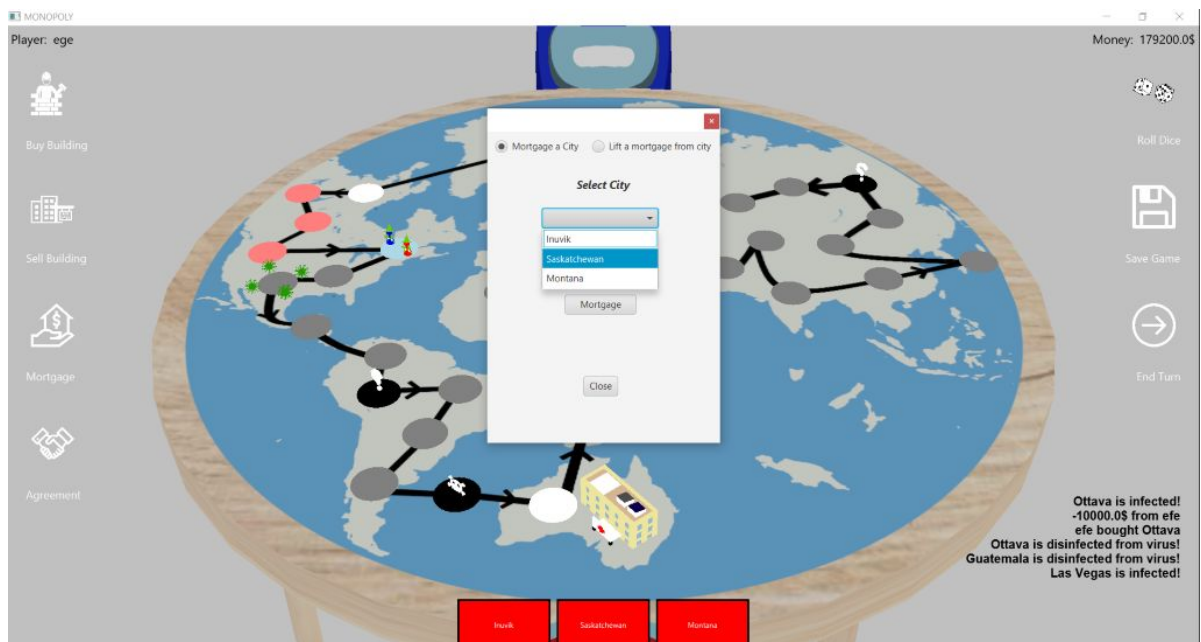 MONOPOLY
Player: ege
Money: 179200.0$
Buy Building
Sell Building
Mortgage
Agreement
Mortgage a City
Lift a mortgage from city
Select City
Inuvik
Saskatchewan
Montana
Mortgage
Close
Roll Dice
Save Game
End Turn
Ottava is infected!
-10000.0$ from efe
efe bought Ottava
Ottava is disinfected from virus!
Guatemala is disinfected from virus!
Las Vegas is infected!
Inuvik
Saskatchewan
Montana